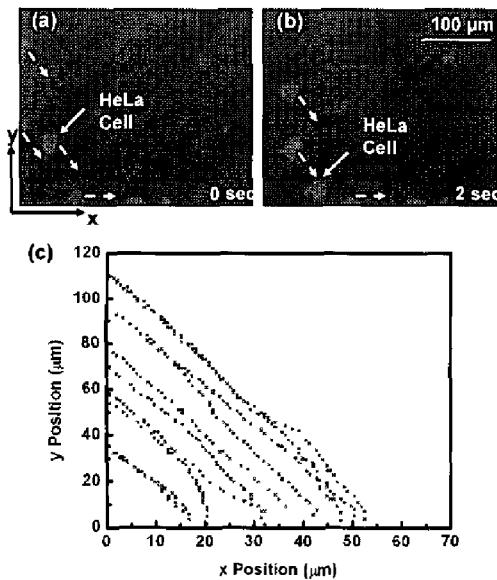 (a)
HeLa
Cell
y
x
0 sec
(b)
100 µm
HeLa
Cell
2 sec
(c)
120
100
80
60
40
20
0
y Position (µm)
0 10 20 30 40 50 60 70
x Position (µm)